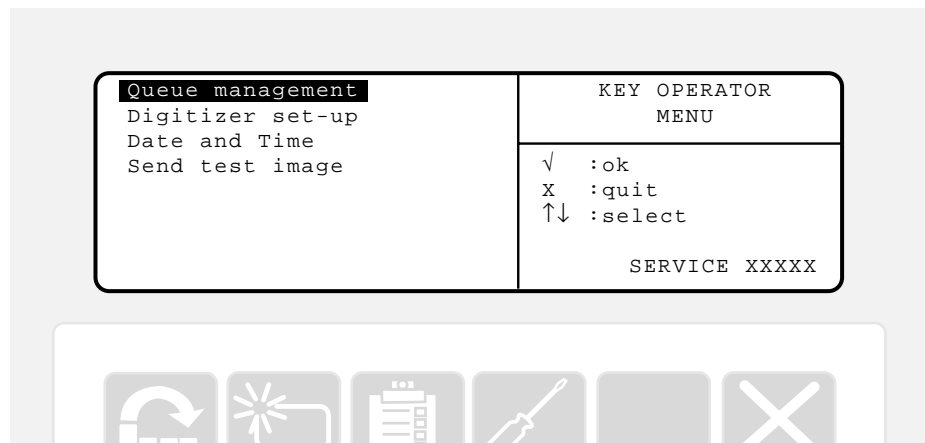 Queue management
Digitizer set-up
Date and Time
Send test image
KEY OPERATOR
MENU
√ :ok
X :quit
↑↓ :select
SERVICE XXXXX